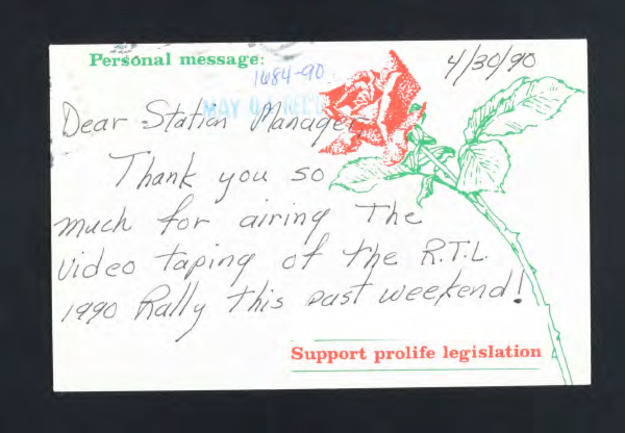 Personal message:
4/30/90
1684-90
MAY
Dear Station Manager,
Thank you so
much for airing the
video taping of the R.T.L.
1990 Rally this past weekend!
Support prolife legislation